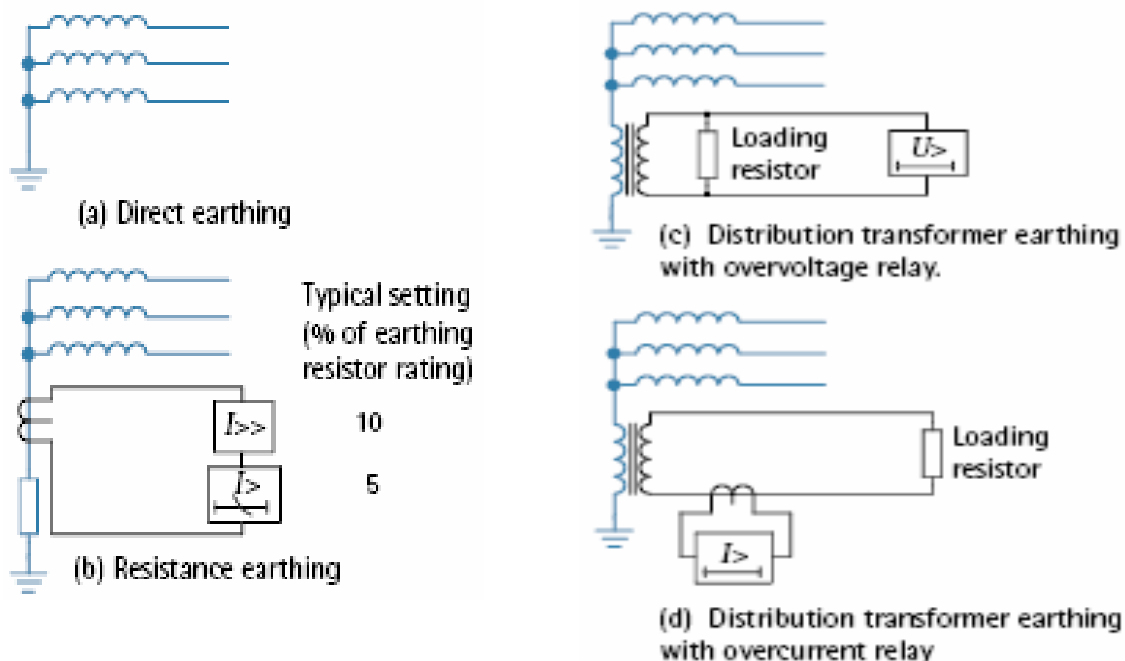 (a) Direct earthing
Typical setting
(% of earthing
resistor rating)
I>>
10
I>
5
(b) Resistance earthing
Loading
resistor
U>
(c) Distribution transformer earthing
with overvoltage relay.
Loading
resistor
I>
(d) Distribution transformer earthing
with overcurrent relay